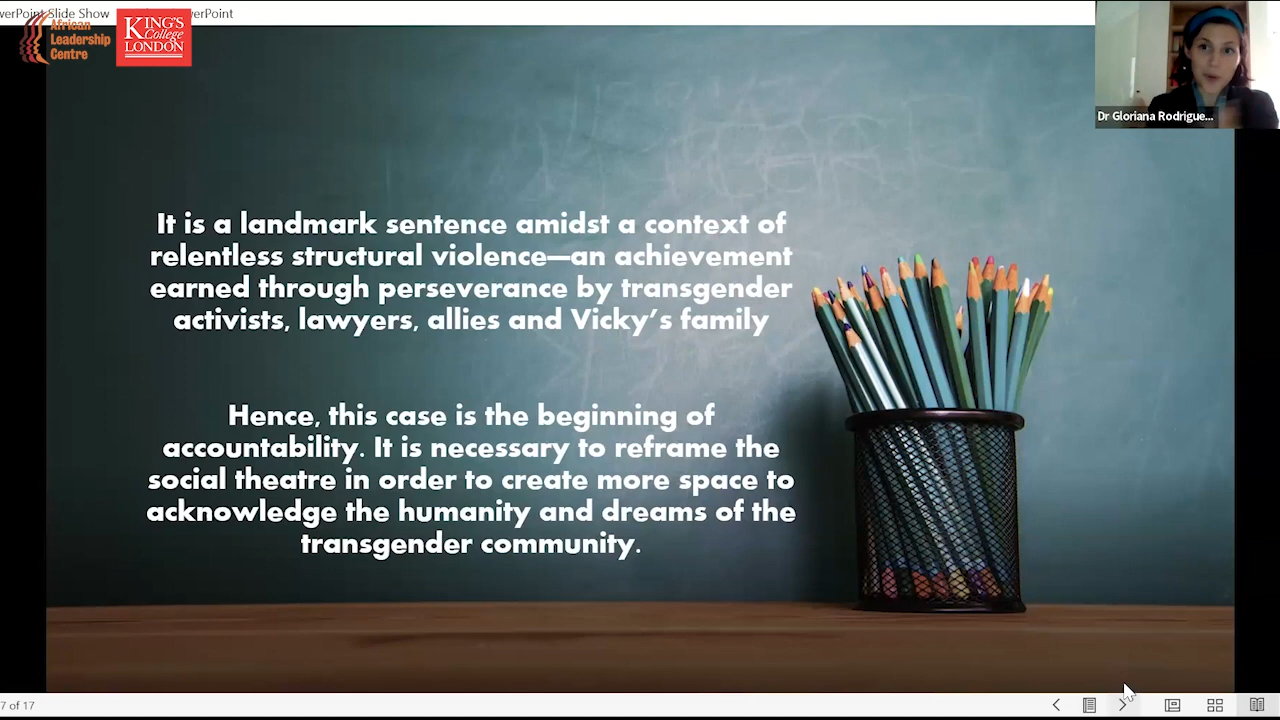 PowerPoint Slide Show
PowerPoint
African
Leadership
Centre
KING'S
College
LONDON
Dr Gloriana Rodrigue...
It is a landmark sentence amidst a context of
relentless structural violence—an achievement
earned through perseverance by transgender
activists, lawyers, allies and Vicky's family
Hence, this case is the beginning of
accountability. It is necessary to reframe the
social theatre in order to create more space to
acknowledge the humanity and dreams of the
transgender community.
7 of 17